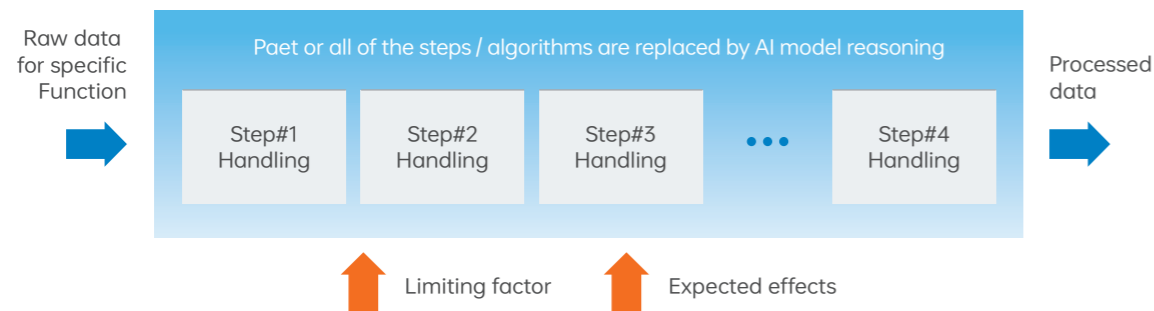 Raw data
for specific
Function
Paet or all of the steps / algorithms are replaced by AI model reasoning
Step#1
Handling
Step#2
Handling
Step#3
Handling
Step#4
Handling
Processed
data
Limiting factor
Expected effects